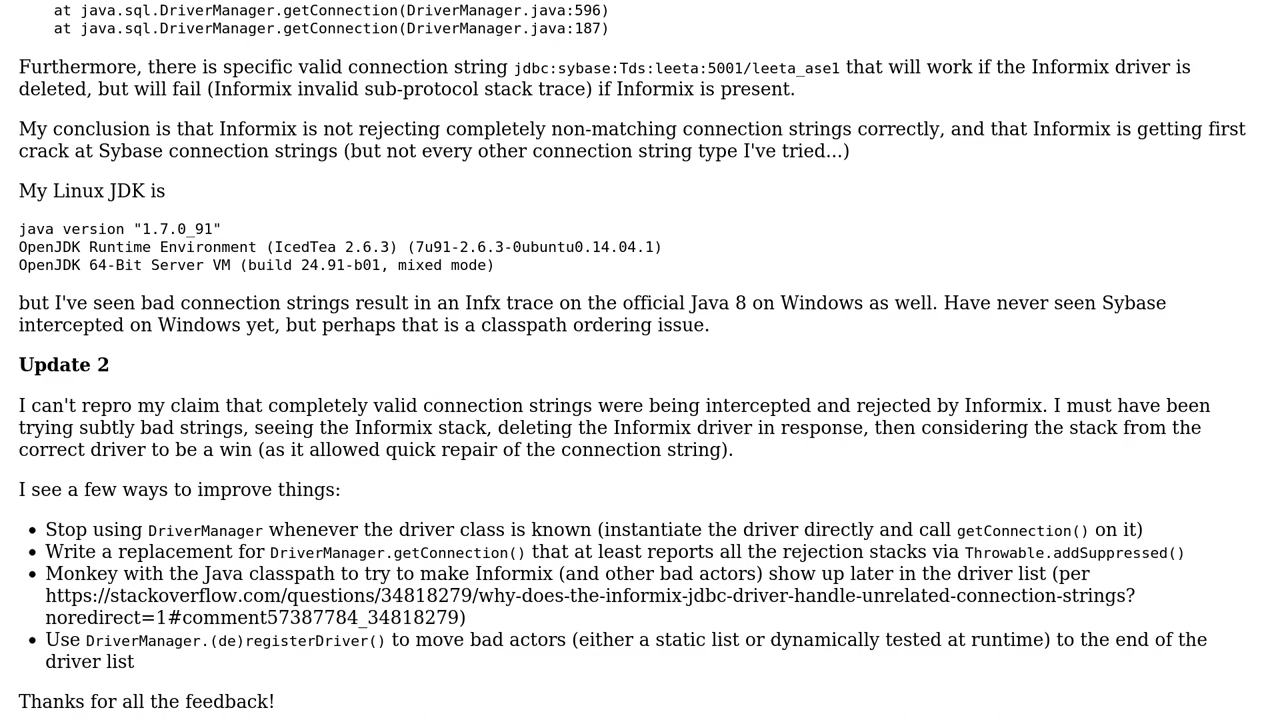 at java.sql.DriverManager.getConnection(DriverManager.java:596)
at java.sql.DriverManager.getConnection(DriverManager.java:187)
Furthermore, there is specific valid connection string jdbc:sybase:Tds:leeta:5001/leeta_ase1 that will work if the Informix driver is
deleted, but will fail (Informix invalid sub-protocol stack trace) if Informix is present.
My conclusion is that Informix is not rejecting completely non-matching connection strings correctly, and that Informix is getting first
crack at Sybase connection strings (but not every other connection string type I've tried...)
My Linux JDK is
java version "1.7.0_91"
OpenJDK Runtime Environment (IcedTea 2.6.3) (7u91-2.6.3-0ubuntu0.14.04.1)
OpenJDK 64-Bit Server VM (build 24.91-b01, mixed mode)
but I've seen bad connection strings result in an Infx trace on the official Java 8 on Windows as well. Have never seen Sybase
intercepted on Windows yet, but perhaps that is a classpath ordering issue.
Update 2
I can't repro my claim that completely valid connection strings were being intercepted and rejected by Informix. I must have been
trying subtly bad strings, seeing the Informix stack, deleting the Informix driver in response, then considering the stack from the
correct driver to be a win (as it allowed quick repair of the connection string).
I see a few ways to improve things:
• Stop using DriverManager whenever the driver class is known (instantiate the driver directly and call getConnection() on it)
• Write a replacement for DriverManager.getConnection() that at least reports all the rejection stacks via Throwable.addSuppressed()
• Monkey with the Java classpath to try to make Informix (and other bad actors) show up later in the driver list (per
https://stackoverflow.com/questions/34818279/why-does-the-informix-jdbc-driver-handle-unrelated-connection-strings?
noredirect=1#comment57387784_34818279)
• Use DriverManager.(de)registerDriver() to move bad actors (either a static list or dynamically tested at runtime) to the end of the
driver list
Thanks for all the feedback!